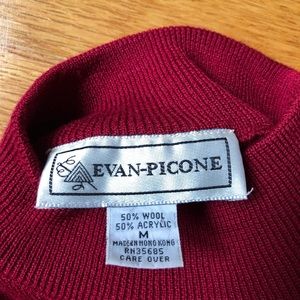 EVAN-PICONE
50% WOOL
50% ACRYLIC
M
MADE IN HONG KONG
RN35685
CARE OVER